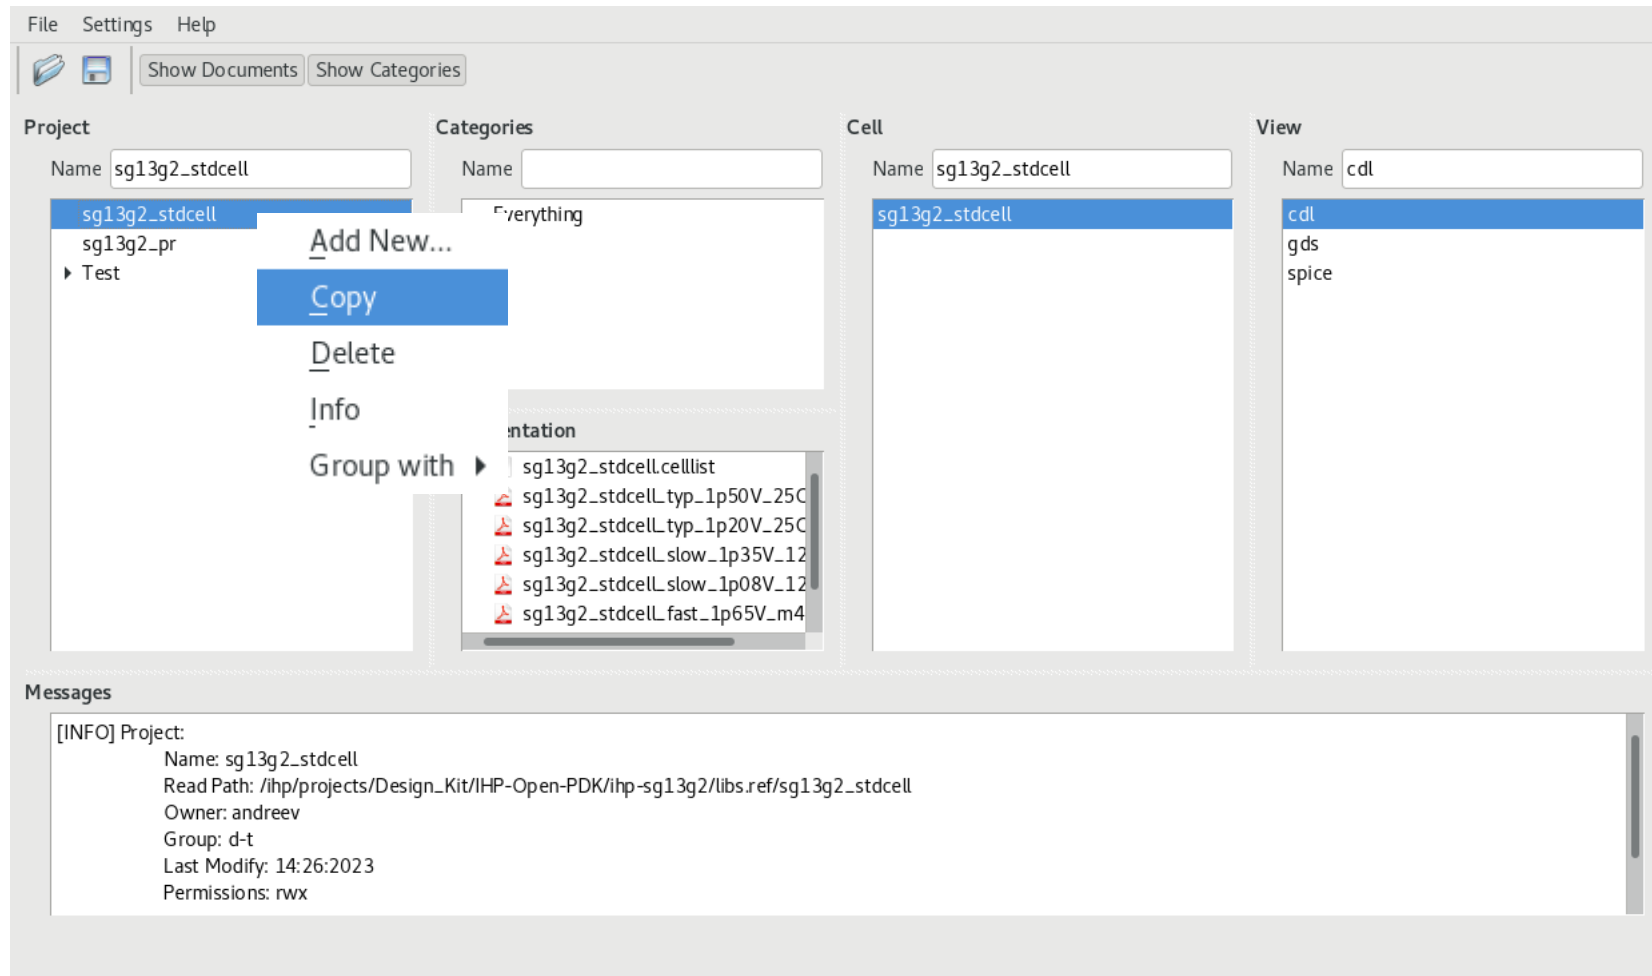 File Settings Help
Show Documents Show Categories
Project
Name sg13g2_stdcell
sg13g2_stdcell
sg13g2_pr
Test
Add New...
Copy
Delete
Info
Group with
Categories
Name
Everything
entation
sg13g2_stdcell.celllist
sg13g2_stdcell_typ_1p50V_25C
sg13g2_stdcell_typ_1p20V_25C
sg13g2_stdcell_slow_1p35V_12
sg13g2_stdcell_slow_1p08V_12
sg13g2_stdcell_fast_1p65V_m4
Cell
Name sg13g2_stdcell
sg13g2_stdcell
View
Name cdl
cdl
gds
spice
Messages
[INFO] Project:
Name: sg13g2_stdcell
Read Path: /ihp/projects/Design_Kit/IHP-Open-PDK/ihp-sg13g2/libs.ref/sg13g2_stdcell
Owner: andreev
Group: d-t
Last Modify: 14:26:2023
Permissions: rwx